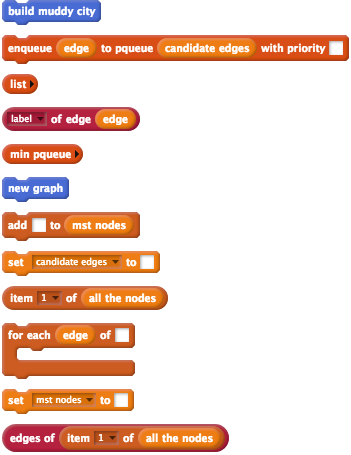 build muddy city
enqueue edge to pqueue candidate edges with priority
list
label of edge edge
min pqueue
new graph
add to mst nodes
set candidate edges to
item 1 of all the nodes
for each edge of
set mst nodes to
edges of item 1 of all the nodes